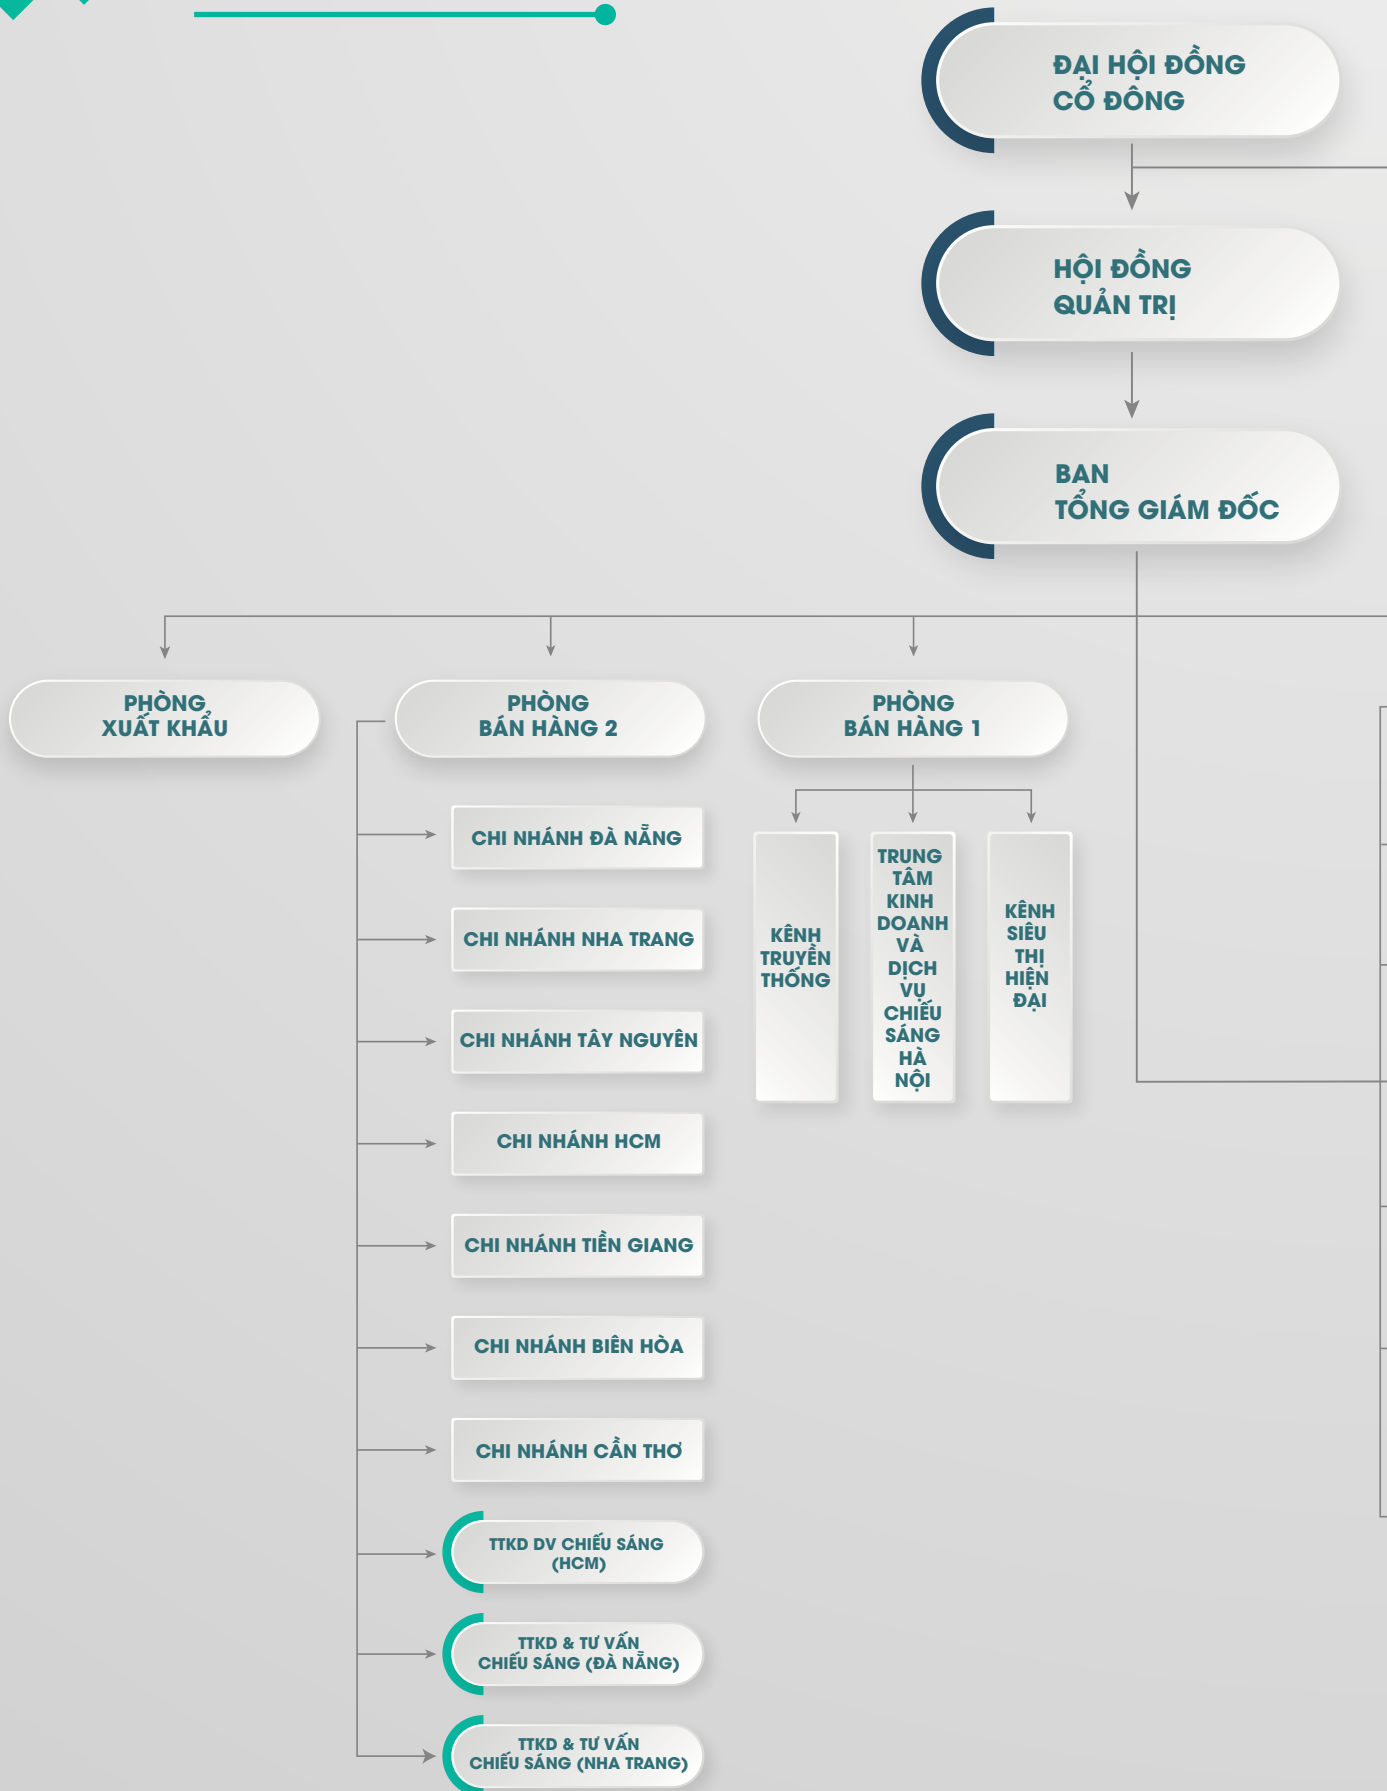 ĐẠI HỘI ĐỒNG
CỔ ĐÔNG
HỘI ĐỒNG
QUẢN TRỊ
BAN
TỔNG GIÁM ĐỐC
PHÒNG
XUẤT KHẨU
PHÒNG
BÁN HÀNG 2
PHÒNG
BÁN HÀNG 1
CHI NHÁNH ĐÀ NẴNG
CHI NHÁNH NHA TRANG
CHI NHÁNH TÂY NGUYÊN
CHI NHÁNH HCM
CHI NHÁNH TIỀN GIANG
CHI NHÁNH BIÊN HÒA
CHI NHÁNH CẦN THƠ
TTKD DV CHIẾU SÁNG
(HCM)
TTKD & TƯ VẤN
CHIẾU SÁNG (ĐÀ NẴNG)
TTKD & TƯ VẤN
CHIẾU SÁNG (NHA TRANG)
KÊNH
TRUYỀN
THỐNG
TRUNG
TÂM
KINH
DOANH
VÀ
DỊCH
VỤ
CHIẾU
SÁNG
HÀ
NỘI
KÊNH
SIÊU
THỊ
HIỆN
ĐẠI